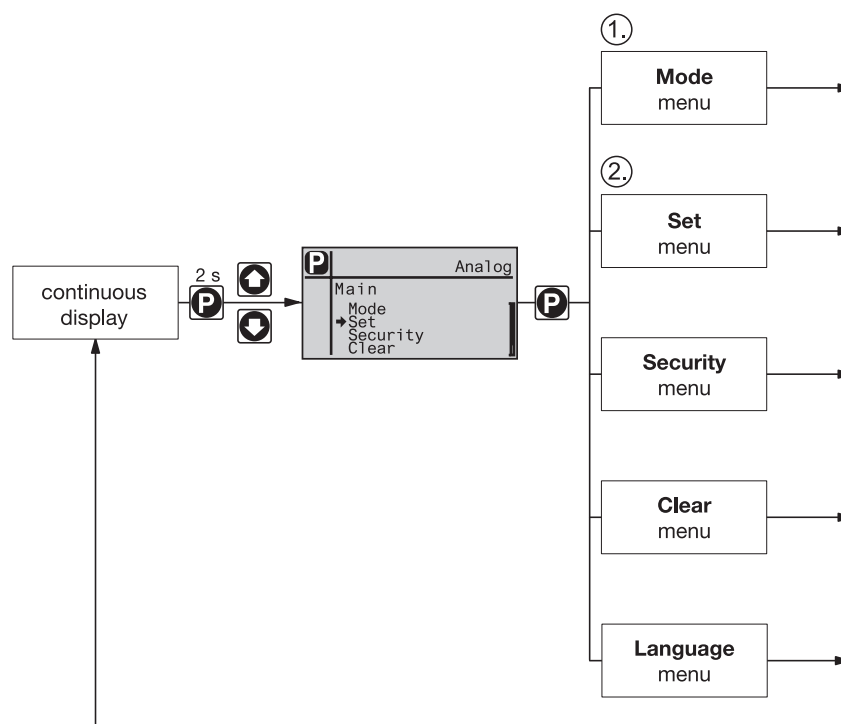 1.
Mode
menu
2.
Set
menu
continuous
display
2 s
P
P
Analog
Main
Mode
➔Set
Security
Clear
P
Security
menu
Clear
menu
Language
menu